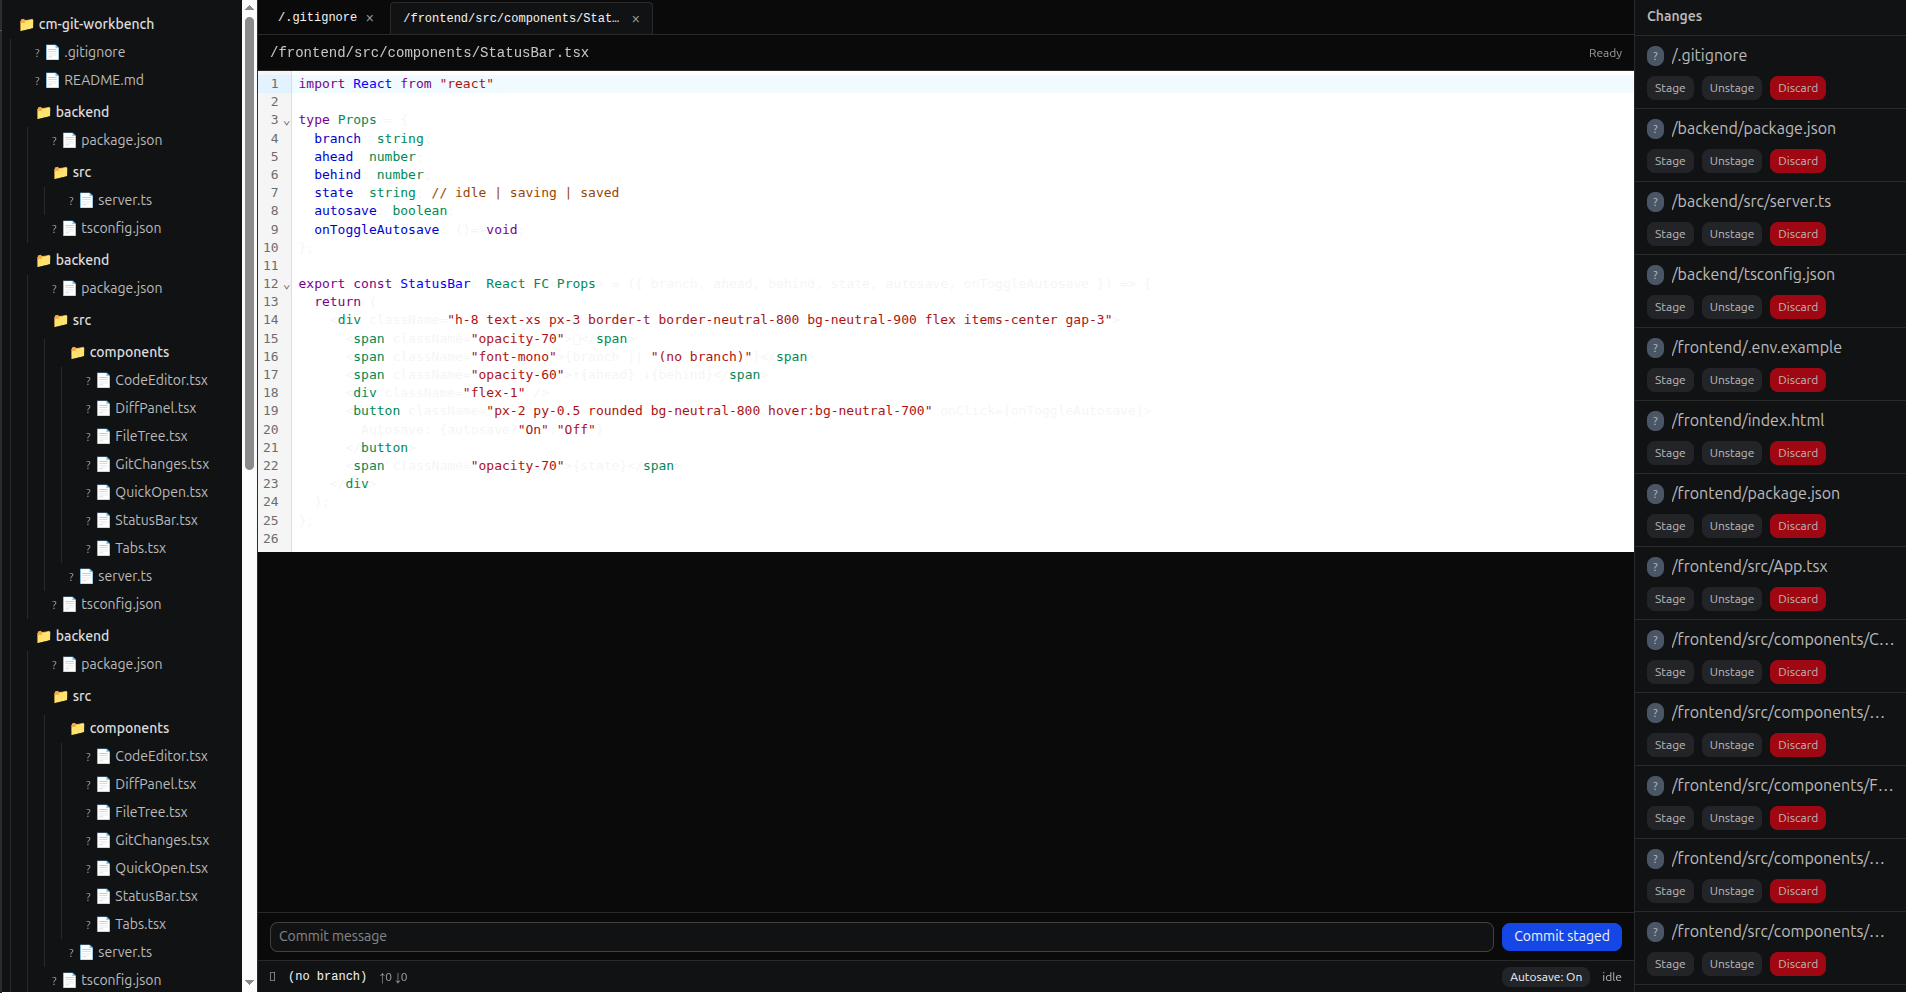 cm-git-workbench
? .gitignore
? README.md
backend
? package.json
src
? server.ts
? tsconfig.json
backend
? package.json
src
components
? CodeEditor.tsx
? DiffPanel.tsx
? FileTree.tsx
? GitChanges.tsx
? QuickOpen.tsx
? StatusBar.tsx
? Tabs.tsx
? server.ts
? tsconfig.json
backend
? package.json
src
components
? CodeEditor.tsx
? DiffPanel.tsx
? FileTree.tsx
? GitChanges.tsx
? QuickOpen.tsx
? StatusBar.tsx
? Tabs.tsx
? server.ts
? tsconfig.json
/.gitignore × /frontend/src/components/Stat… ×
/frontend/src/components/StatusBar.tsx Ready
1 import React from "react"
2
3 type Props = {
4 branch string
5 ahead number
6 behind number
7 state string // idle | saving | saved
8 autosave boolean
9 onToggleAutosave ()=>void
10 };
11
12 export const StatusBar React FC Props = ({ branch, ahead, behind, state, autosave, onToggleAutosave }) => {
13 return (
14 <div className="h-8 text-xs px-3 border-t border-neutral-800 bg-neutral-900 flex items-center gap-3">
15 <span className="opacity-70"></span>
16 <span className="font-mono">{branch || "(no branch)"}</span>
17 <span className="opacity-60">↑{ahead} ↓{behind}</span>
18 <div className="flex-1" />
19 <button className="px-2 py-0.5 rounded bg-neutral-800 hover:bg-neutral-700" onClick={onToggleAutosave}>
20 Autosave: {autosave "On" "Off"}
21 </button>
22 <span className="opacity-70">{state}</span>
23 </div
24 );
25 };
26
Commit message
Commit staged
(no branch) ↑0 ↓0 Autosave: On idle
Changes
? /.gitignore
Stage Unstage Discard
? /backend/package.json
Stage Unstage Discard
? /backend/src/server.ts
Stage Unstage Discard
? /backend/tsconfig.json
Stage Unstage Discard
? /frontend/.env.example
Stage Unstage Discard
? /frontend/index.html
Stage Unstage Discard
? /frontend/package.json
Stage Unstage Discard
? /frontend/src/App.tsx
Stage Unstage Discard
? /frontend/src/components/C…
Stage Unstage Discard
? /frontend/src/components/…
Stage Unstage Discard
? /frontend/src/components/F…
Stage Unstage Discard
? /frontend/src/components/…
Stage Unstage Discard
? /frontend/src/components/…
Stage Unstage Discard